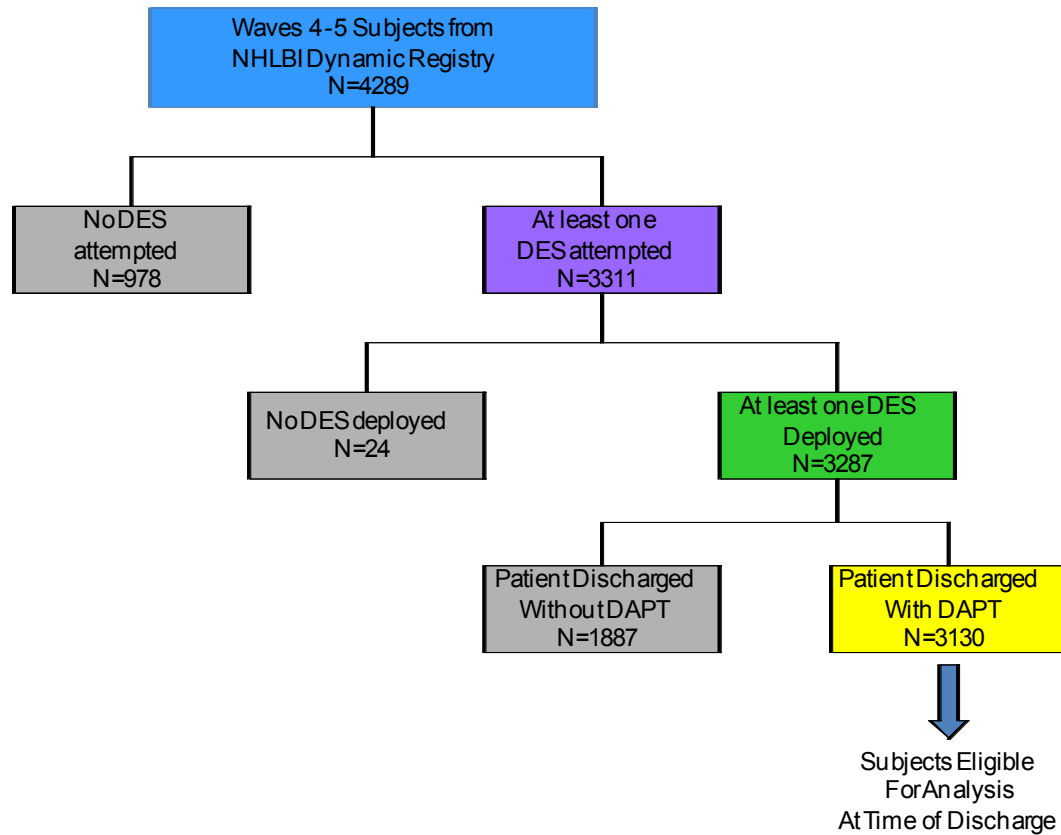 Waves 4-5 Subjects from
NHLBI Dynamic Registry
N=4289
No DES
attempted
N=978
At least one
DES attempted
N=3311
No DES deployed
N=24
At least one DES
Deployed
N=3287
Patient Discharged
Without DAPT
N=1887
Patient Discharged
With DAPT
N=3130
Subjects Eligible
For Analysis
At Time of Discharge